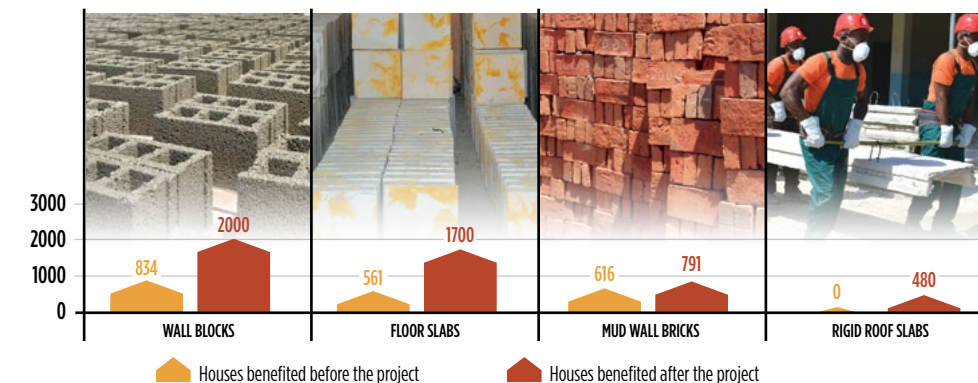 3000
2000
1000
0
834
2000
561
1700
616
791
0
480
WALL BLOCKS
FLOOR SLABS
MUD WALL BRICKS
RIGID ROOF SLABS
Houses benefited before the project
Houses benefited after the project